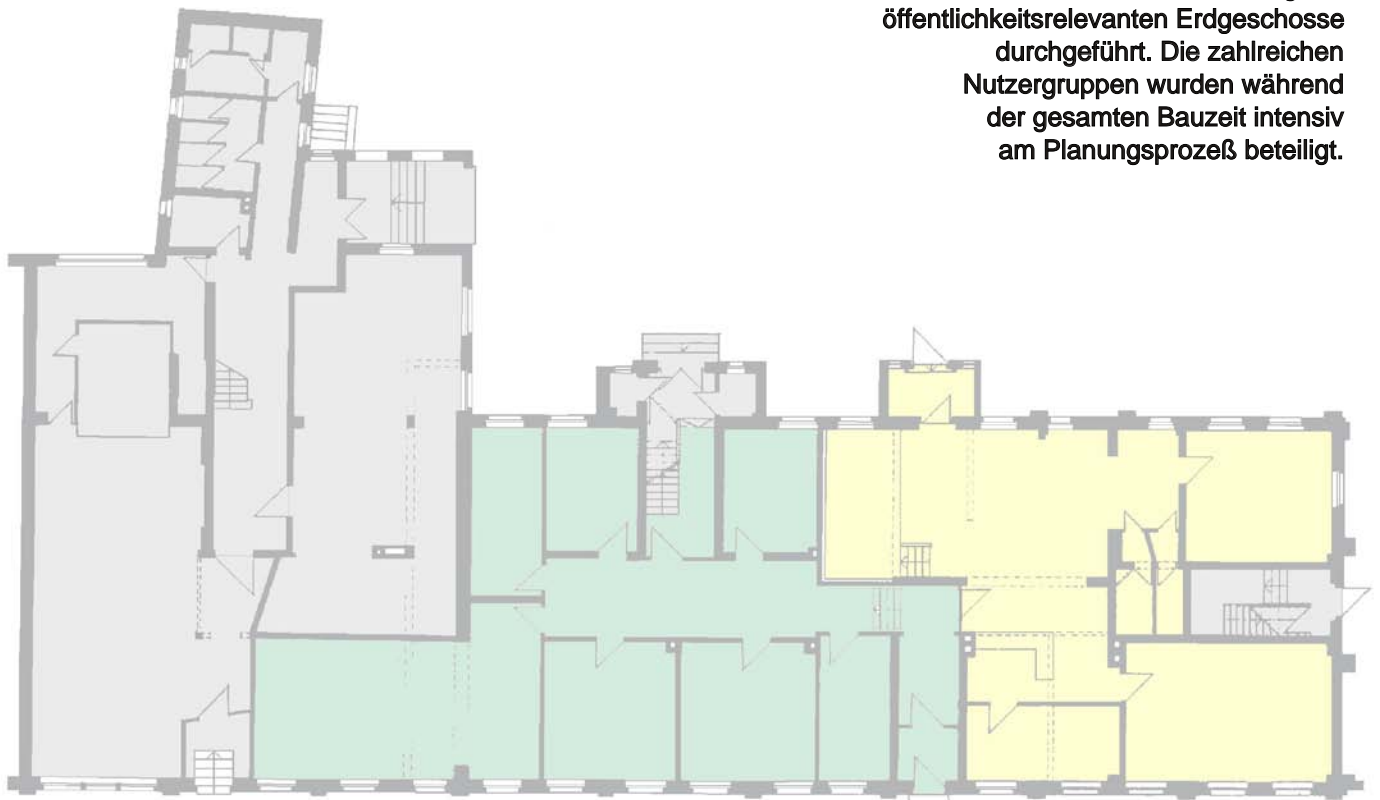 öffentlichkeitsrelevanten Erdgeschosse
durchgeführt. Die zahlreichen
Nutzergruppen wurden während
der gesamten Bauzeit intensiv
am Planungsprozeß beteiligt.